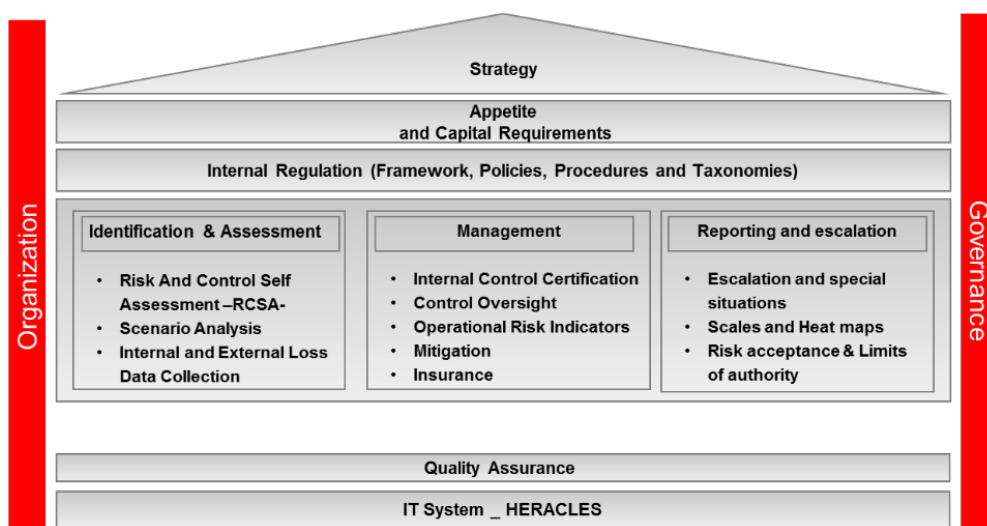 Strategy
Appetite
and Capital Requirements
Internal Regulation (Framework, Policies, Procedures and Taxonomies)
Organization
Identification & Assessment
• Risk And Control Self
Assessment –RCSA-
• Scenario Analysis
• Internal and External Loss
Data Collection
Management
• Internal Control Certification
• Control Oversight
• Operational Risk Indicators
• Mitigation
• Insurance
Reporting and escalation
• Escalation and special
situations
• Scales and Heat maps
• Risk acceptance & Limits
of authority
Governance
Quality Assurance
IT System _ HERACLES